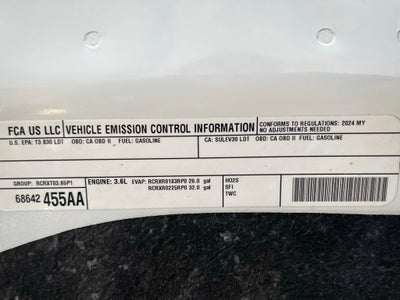 FCA US LLC VEHICLE EMISSION CONTROL INFORMATION CONFORMS TO REGULATIONS: 2024 MY
NO ADJUSTMENTS NEEDED
U.S. EPA: T3 B30 LDT OBD: CA OBD II FUEL: GASOLINE CA: SULEV30 LDT OBD: CA OBD II FUEL: GASOLINE
GROUP: RCRXT03.65P1 ENGINE: 3.6L EVAP: RCRXR0183RP0 26.0 gal HO2S
RCRXR0225RP0 32.0 gal SFI
68642 455AA TWC